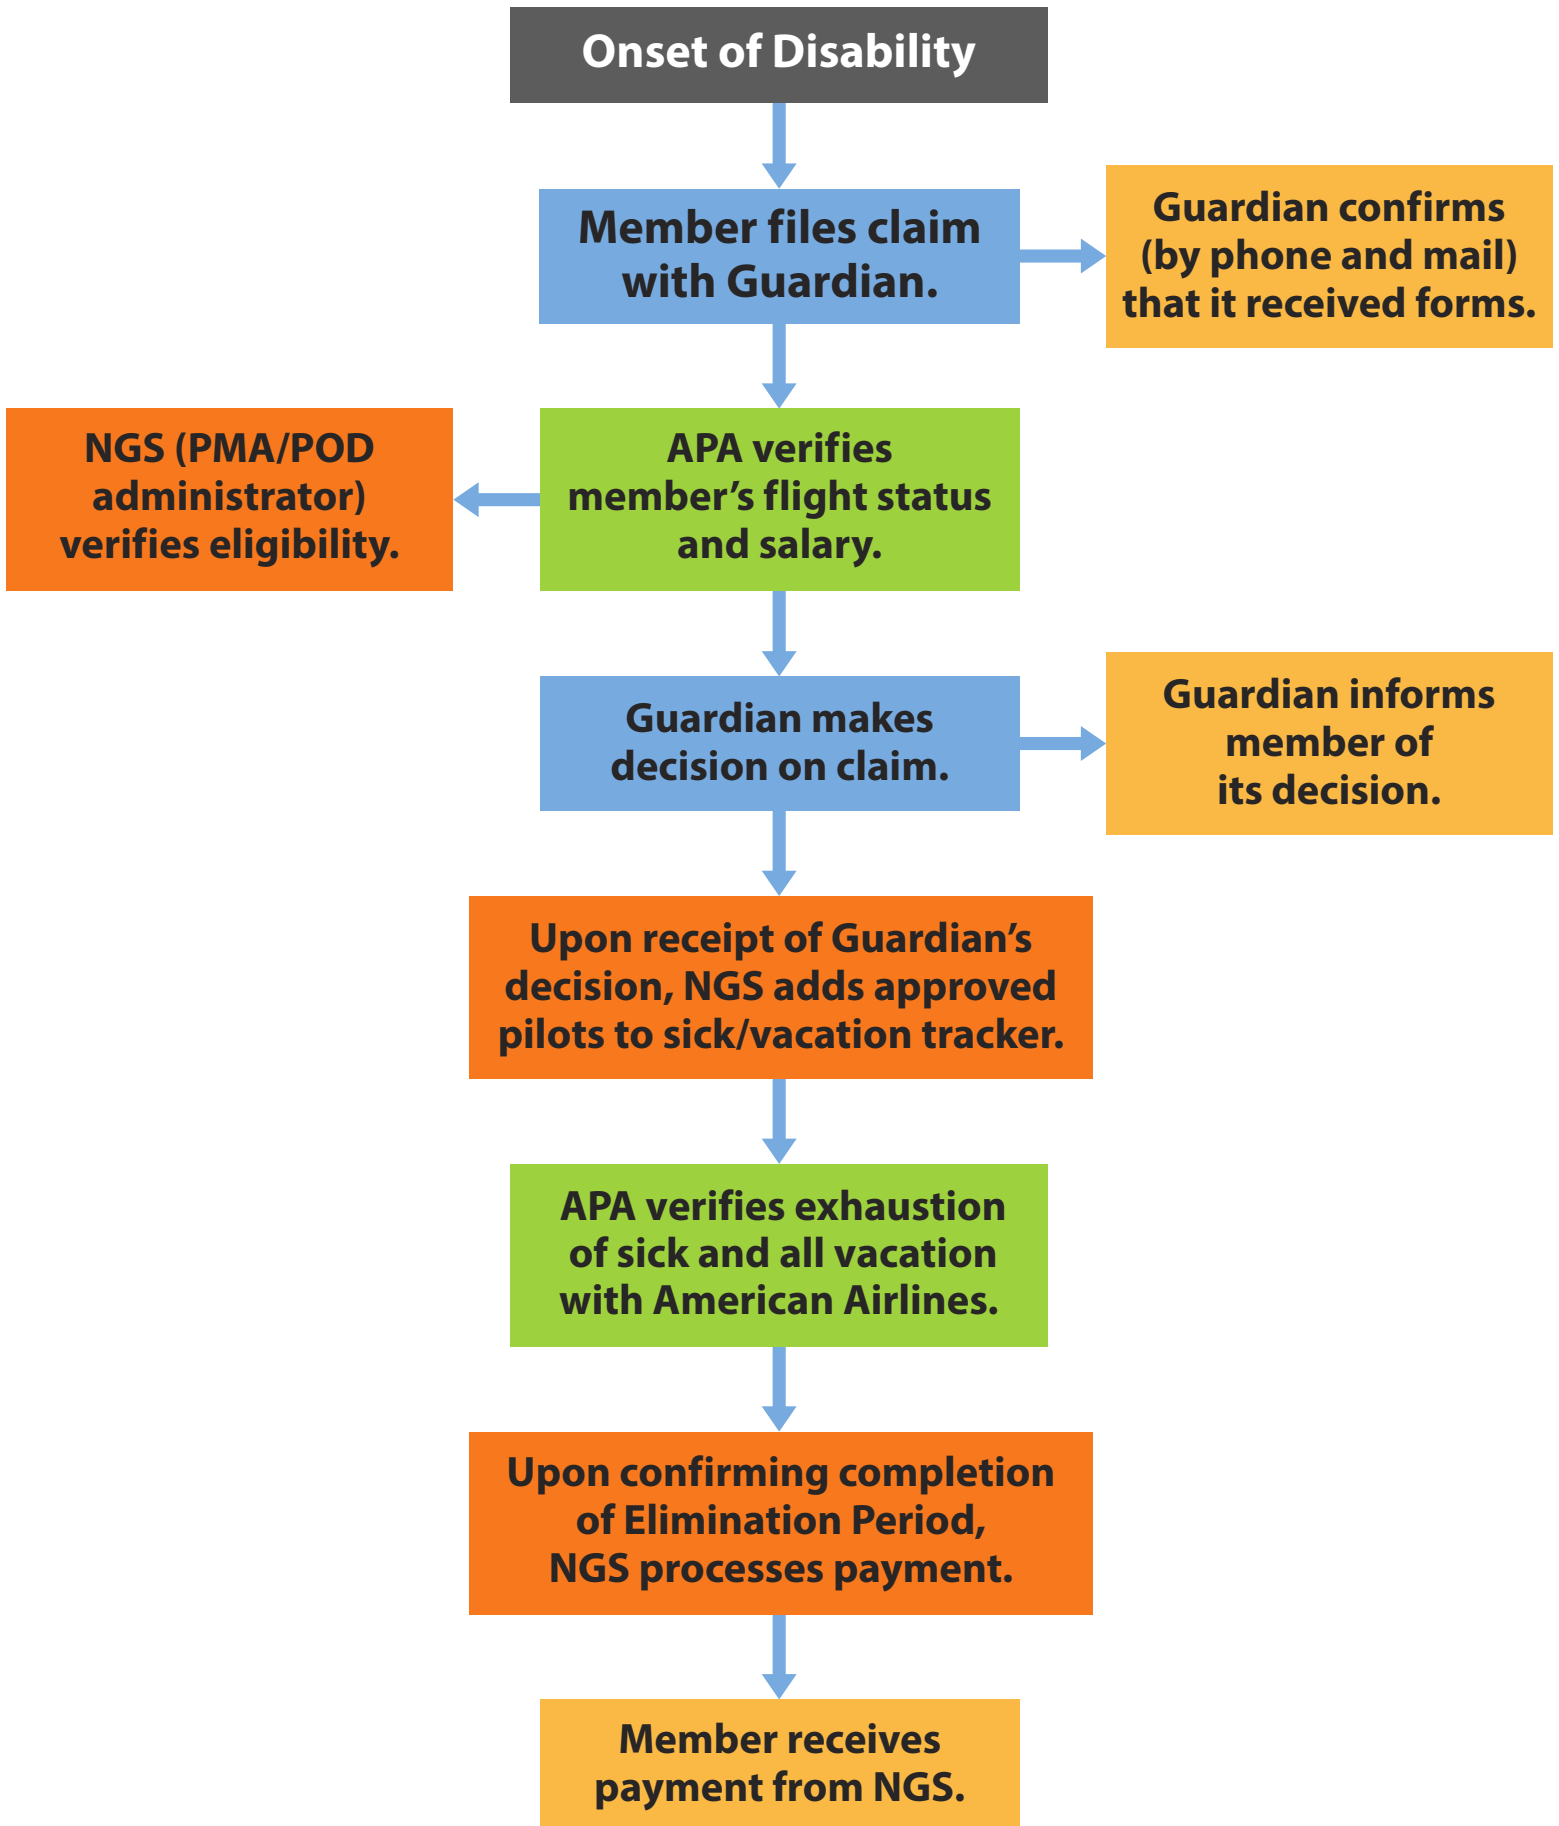 Onset of Disability
Member files claim
with Guardian.
Guardian confirms
(by phone and mail)
that it received forms.
NGS (PMA/POD
administrator)
verifies eligibility.
APA verifies
member’s flight status
and salary.
Guardian makes
decision on claim.
Guardian informs
member of
its decision.
Upon receipt of Guardian’s
decision, NGS adds approved
pilots to sick/vacation tracker.
APA verifies exhaustion
of sick and all vacation
with American Airlines.
Upon confirming completion
of Elimination Period,
NGS processes payment.
Member receives
payment from NGS.